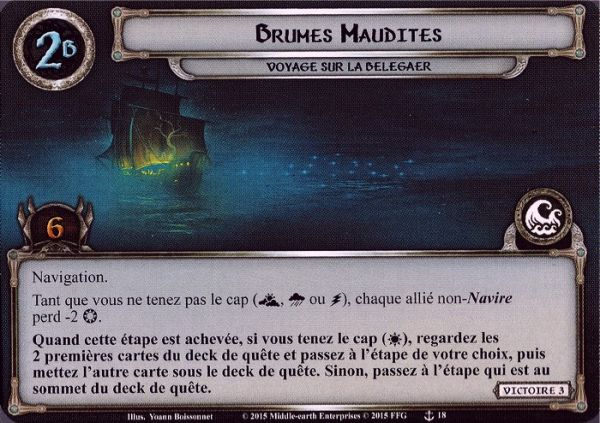 2B
BRUMES MAUDITES
VOYAGE SUR LA BELEGAER
6
Navigation.
Tant que vous ne tenez pas le cap (, ou ), chaque allié non-Navire
perd -2 .
Quand cette étape est achevée, si vous tenez le cap (), regardez les
2 premières cartes du deck de quête et passez à l'étape de votre choix, puis
mettez l'autre carte sous le deck de quête. Sinon, passez à l'étape qui est au
sommet du deck de quête.
VICTOIRE 3
Illus. Yoann Boissonnet © 2015 Middle-earth Enterprises © 2015 FFG 18